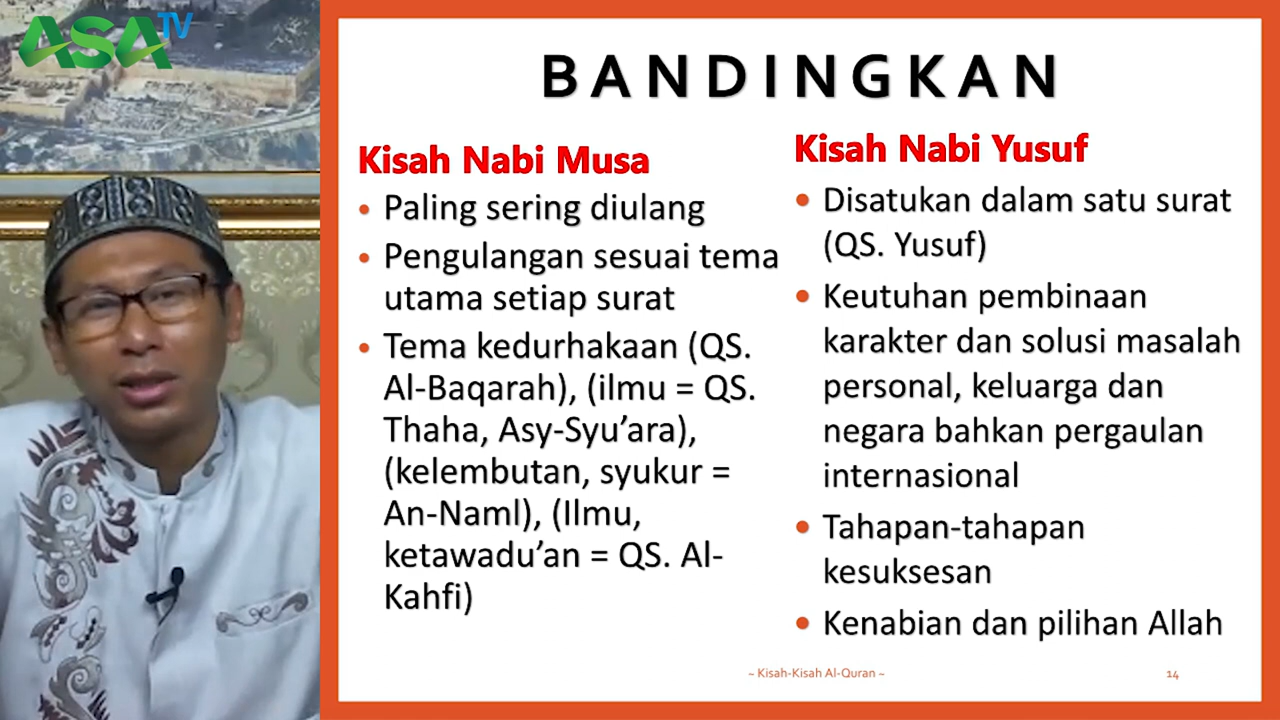 ASA TV
BANDINGKAN
Kisah Nabi Musa
• Paling sering diulang
• Pengulangan sesuai tema
utama setiap surat
• Tema kedurhakaan (QS.
Al-Baqarah), (ilmu = QS.
Thaha, Asy-Syu’ara),
(kelembutan, syukur =
An-Naml), (Ilmu,
ketawadu’an = QS. Al-
Kahfi)
Kisah Nabi Yusuf
• Disatukan dalam satu surat
(QS. Yusuf)
• Keutuhan pembinaan
karakter dan solusi masalah
personal, keluarga dan
negara bahkan pergaulan
internasional
• Tahapan-tahapan
kesuksesan
• Kenabian dan pilihan Allah
~ Kisah-Kisah Al-Quran ~
14